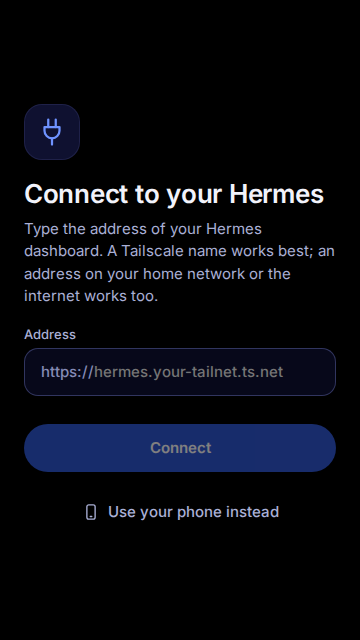 Connect to your Hermes
Type the address of your Hermes
dashboard. A Tailscale name works best; an
address on your home network or the
internet works too.
Address
https://hermes.your-tailnet.ts.net
Connect
Use your phone instead